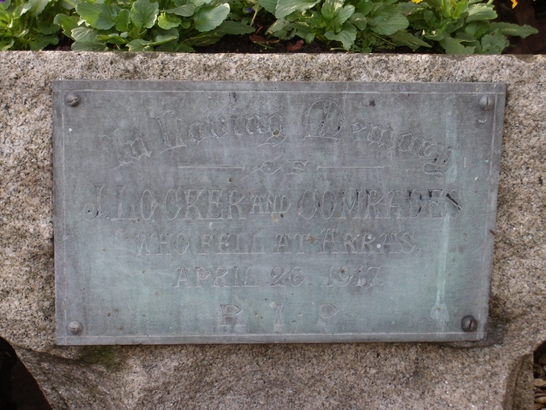 In Loving Memory
OF
J. LOCKER AND COMRADES
WHO FELL AT ARRAS
APRIL 26 1917
R I P